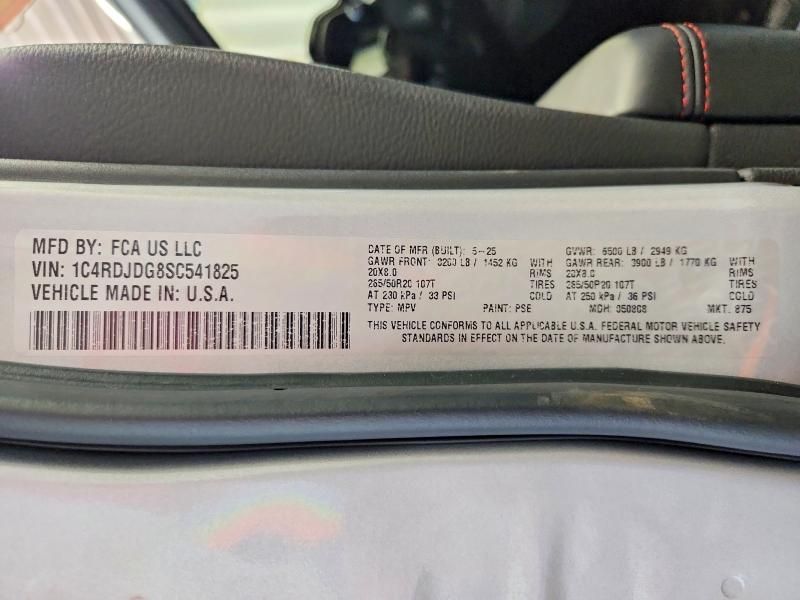 MFD BY: FCA US LLC
VIN: 1C4RDJDG8SC541825
VEHICLE MADE IN: U.S.A.
DATE OF MFR (BUILT): 5-25
GVWR: 6500 LB / 2949 KG
GAWR FRONT: 3200 LB / 1452 KG WITH
20X8.0 RIMS
265/50R20 107T TIRES
AT 230 kPa / 33 PSI COLD
GAWR REAR: 3900 LB / 1770 KG WITH
20X8.0 RIMS
265/50R20 107T TIRES
AT 250 kPa / 36 PSI COLD
TYPE: MPV PAINT: PSE MDH: MKT: 875
THIS VEHICLE CONFORMS TO ALL APPLICABLE U.S.A. FEDERAL MOTOR VEHICLE SAFETY
STANDARDS IN EFFECT ON THE DATE OF MANUFACTURE SHOWN ABOVE.